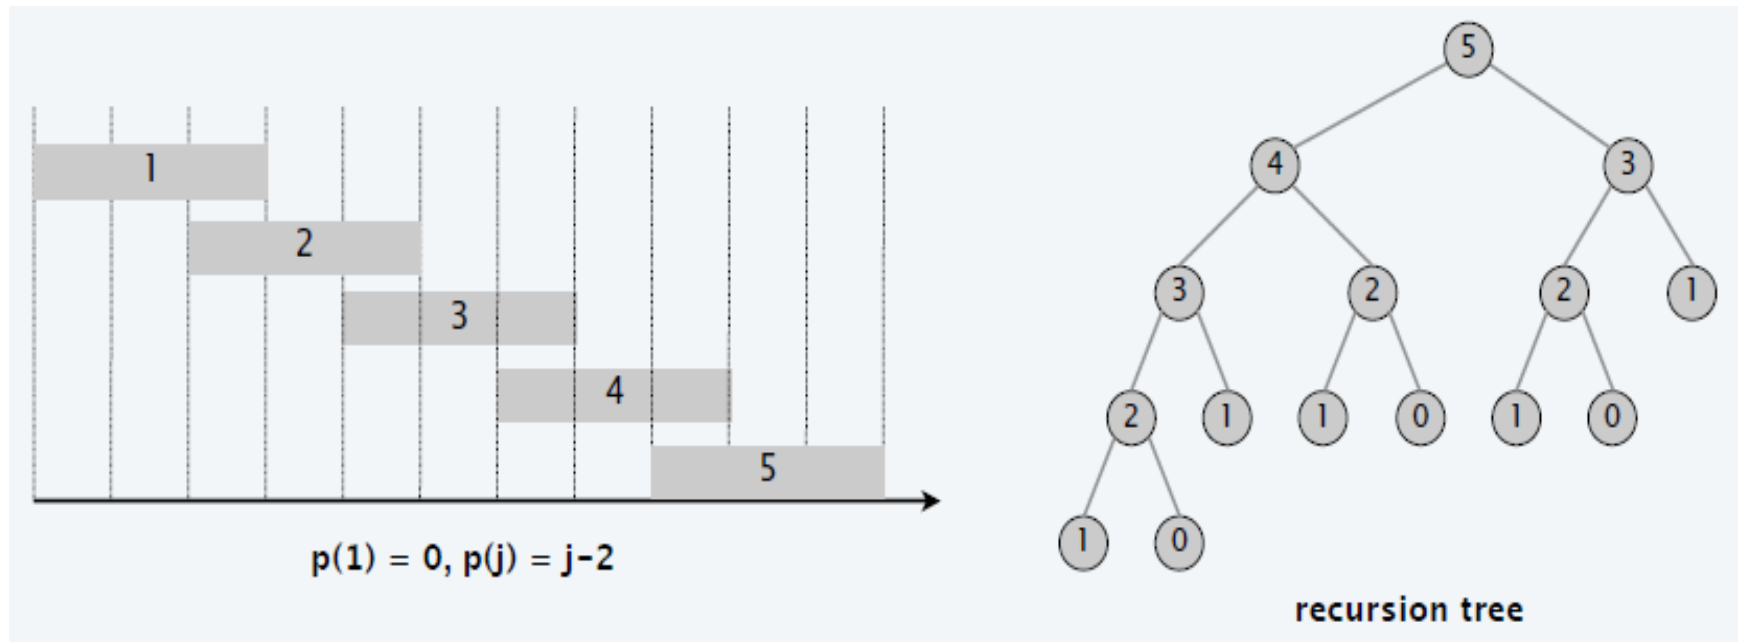 1
2
3
4
5
p(1) = 0, p(j) = j-2
5
4 3
3 2 2 1
2 1 1 0 1 0
1 0
recursion tree